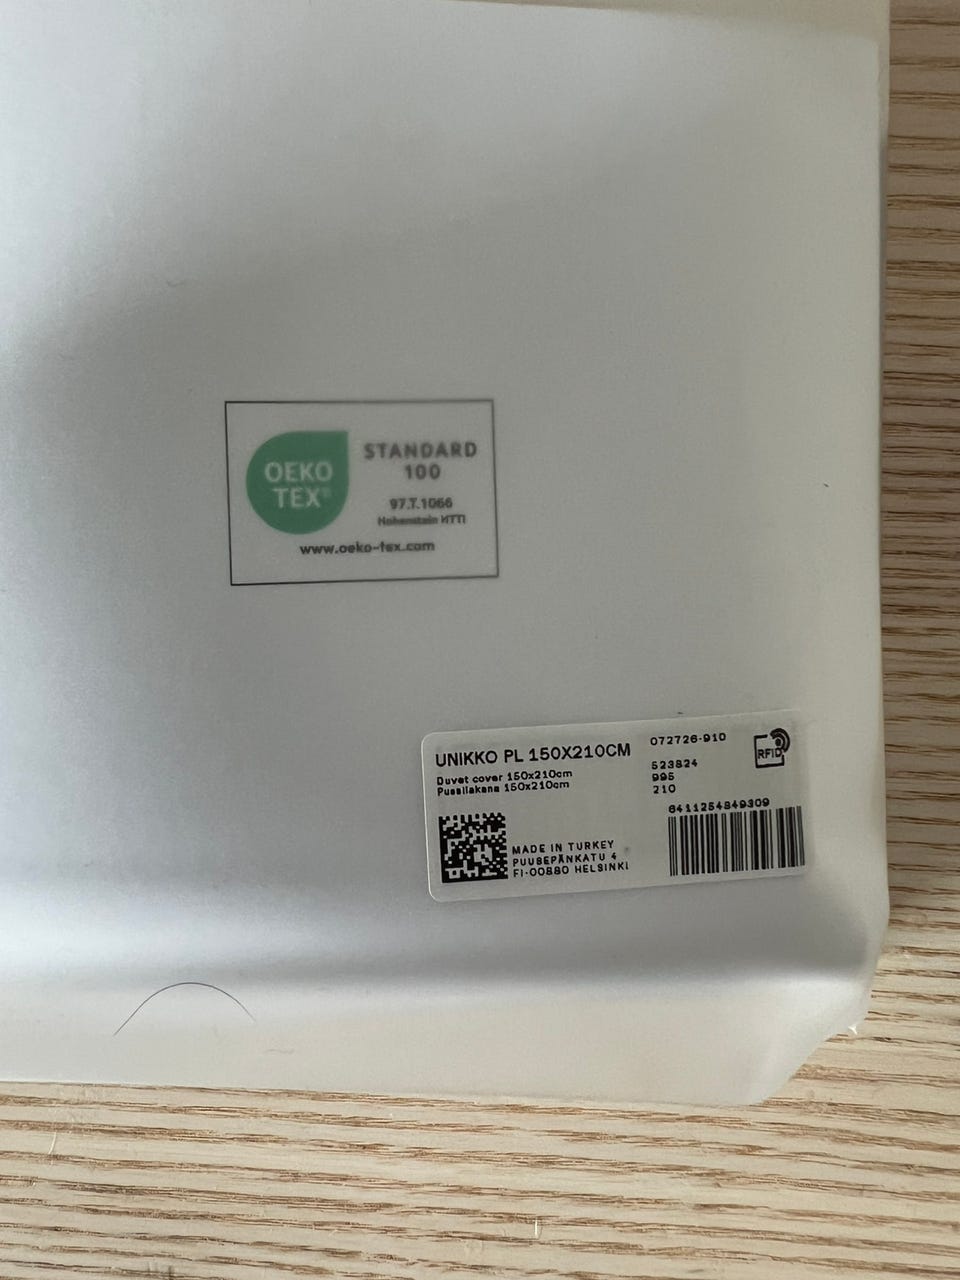 OEKO
TEX®
STANDARD
100
97.T.1066
Hohenstein HTTI
www.oeko-tex.com
UNIKKO PL 150X210CM
Duvet cover 150x210cm
Pussilakana 150x210cm
072726-910
523824
995
210
RFID
6411254849309
MADE IN TURKEY
PUUSEPÄNKATU 4
FI-00880 HELSINKI